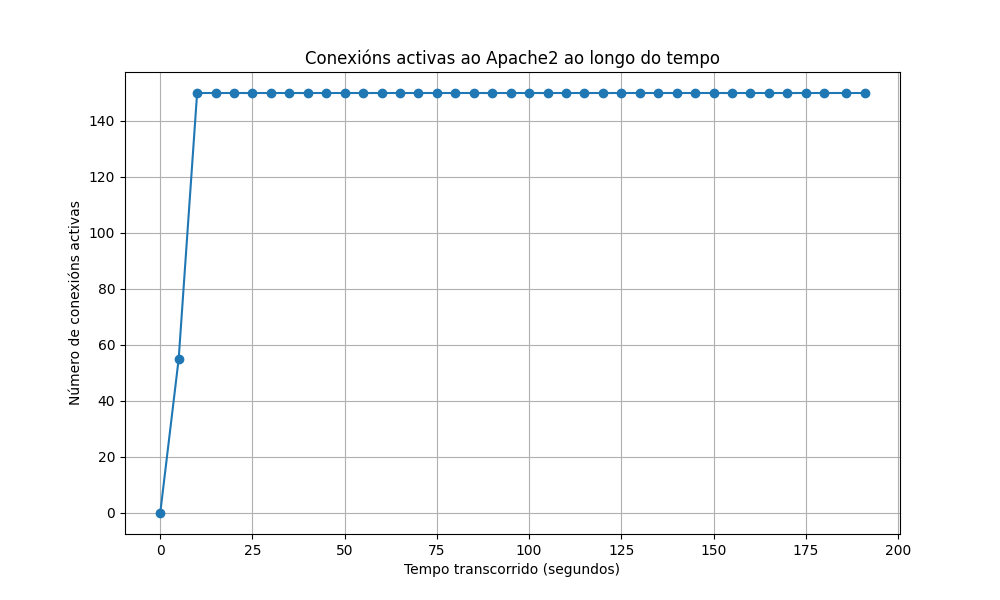 Conexións activas ao Apache2 ao longo do tempo
Número de conexións activas
140
120
100
80
60
40
20
0
0 25 50 75 100 125 150 175 200
Tempo transcorrido (segundos)